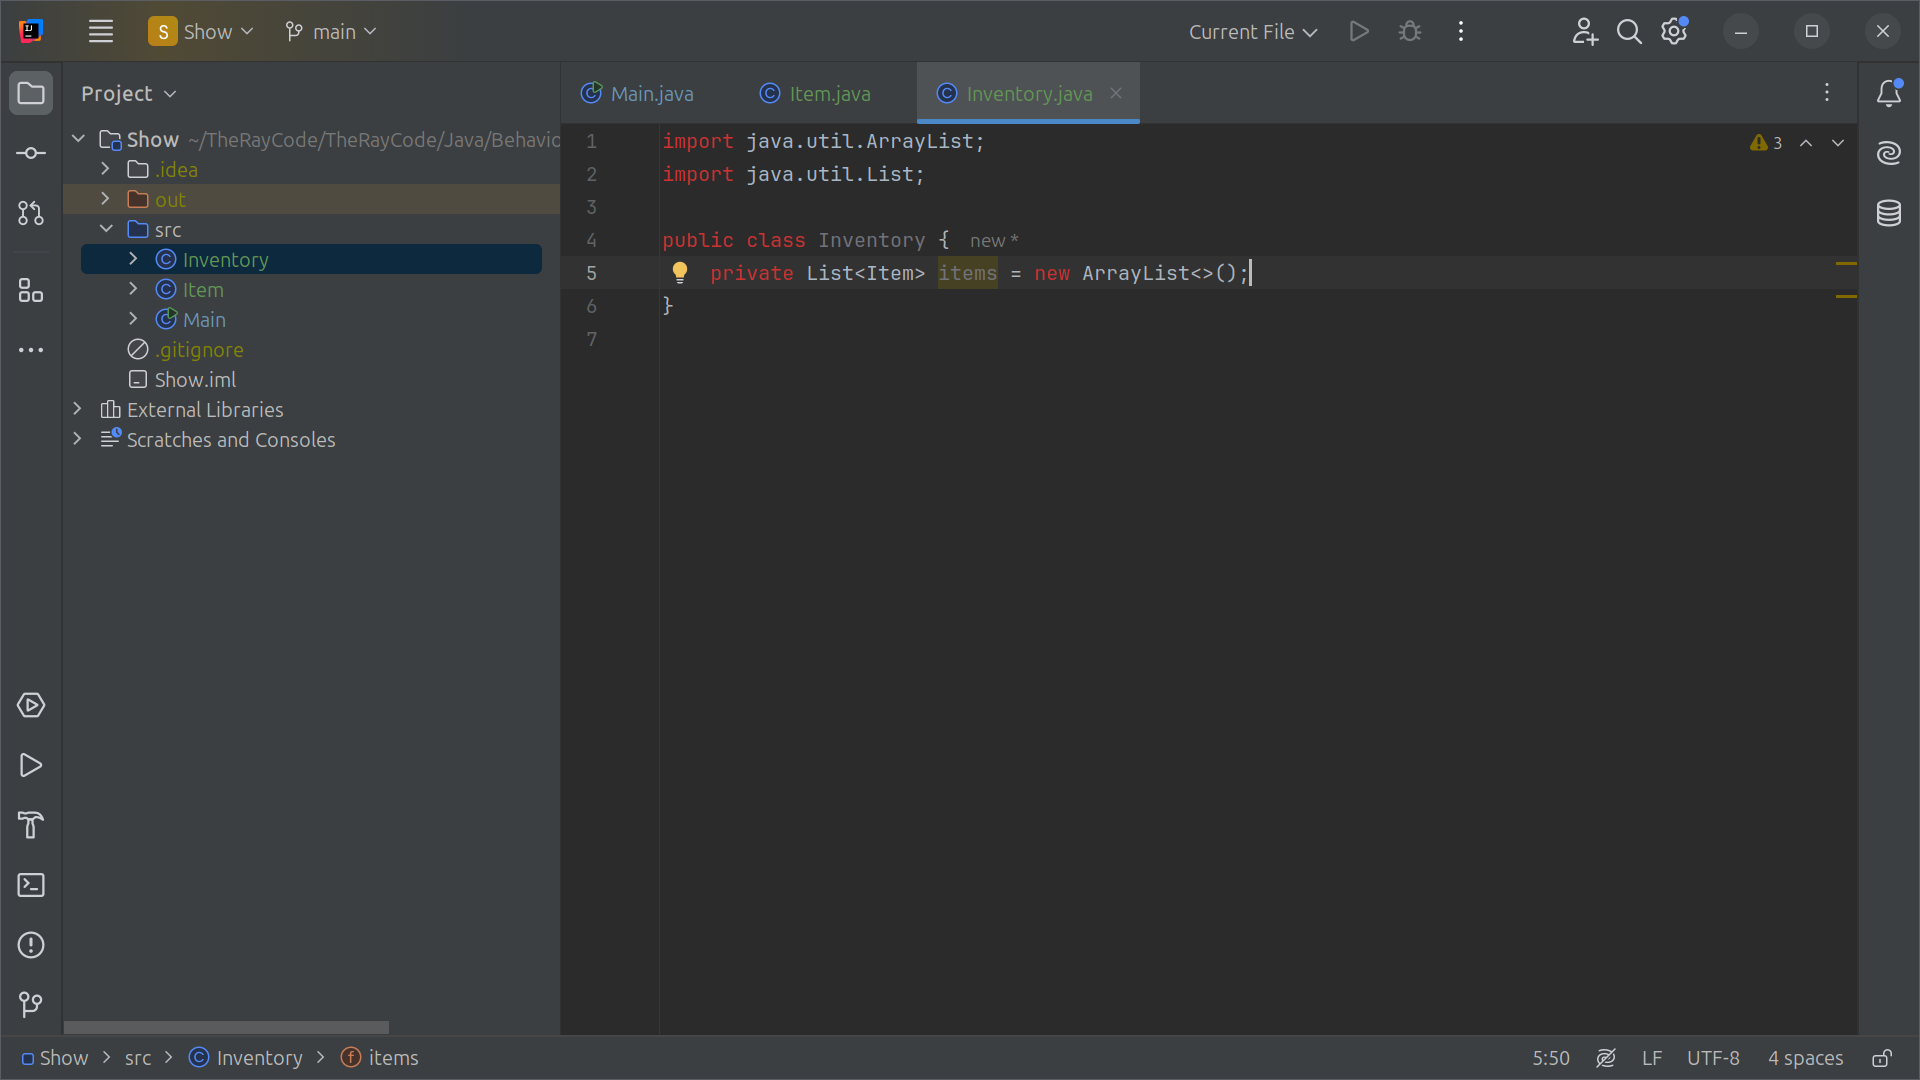 S Show main Current File
Project
Main.java Item.java Inventory.java
Show ~/TheRayCode/TheRayCode/Java/Behavio
.idea
out
src
Inventory
Item
Main
.gitignore
Show.iml
External Libraries
Scratches and Consoles
3
1 import java.util.ArrayList;
2 import java.util.List;
3
4 public class Inventory { new *
5 private List<Item> items = new ArrayList<>();
6 }
7
Show src Inventory items 5:50 LF UTF-8 4 spaces